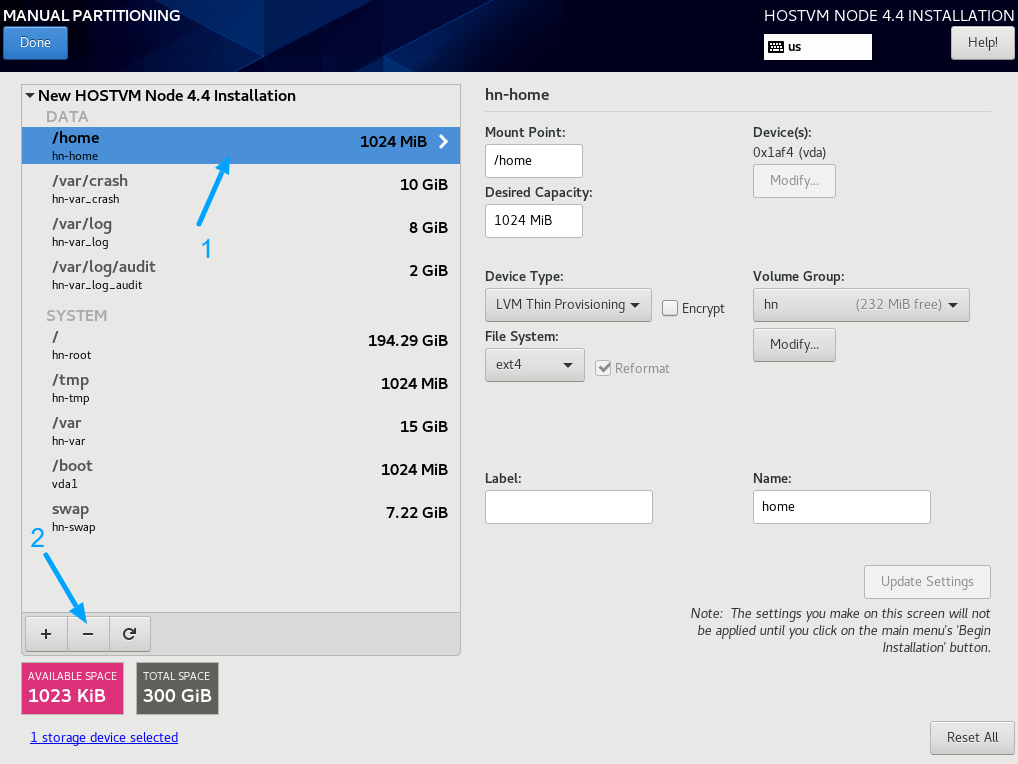 MANUAL PARTITIONING
HOSTVM NODE 4.4 INSTALLATION
Done
us
Help!
New HOSTVM Node 4.4 Installation
DATA
/home
1024 MiB
hn-home
/var/crash
10 GiB
hn-var_crash
/var/log
8 GiB
hn-var_log
/var/log/audit
2 GiB
hn-var_log_audit
1
SYSTEM
/
194.29 GiB
hn-root
/tmp
1024 MiB
hn-tmp
/var
15 GiB
hn-var
/boot
1024 MiB
vda1
swap
7.22 GiB
hn-swap
2
+ −
AVAILABLE SPACE
1023 KiB
TOTAL SPACE
300 GiB
1 storage device selected
hn-home
Mount Point:
/home
Device(s):
0x1af4 (vda)
Modify...
Desired Capacity:
1024 MiB
Device Type:
LVM Thin Provisioning
Encrypt
Volume Group:
hn (232 MiB free)
Modify...
File System:
ext4
Reformat
Label:
Name:
home
Update Settings
Note: The settings you make on this screen will not
be applied until you click on the main menu's 'Begin
Installation' button.
Reset All